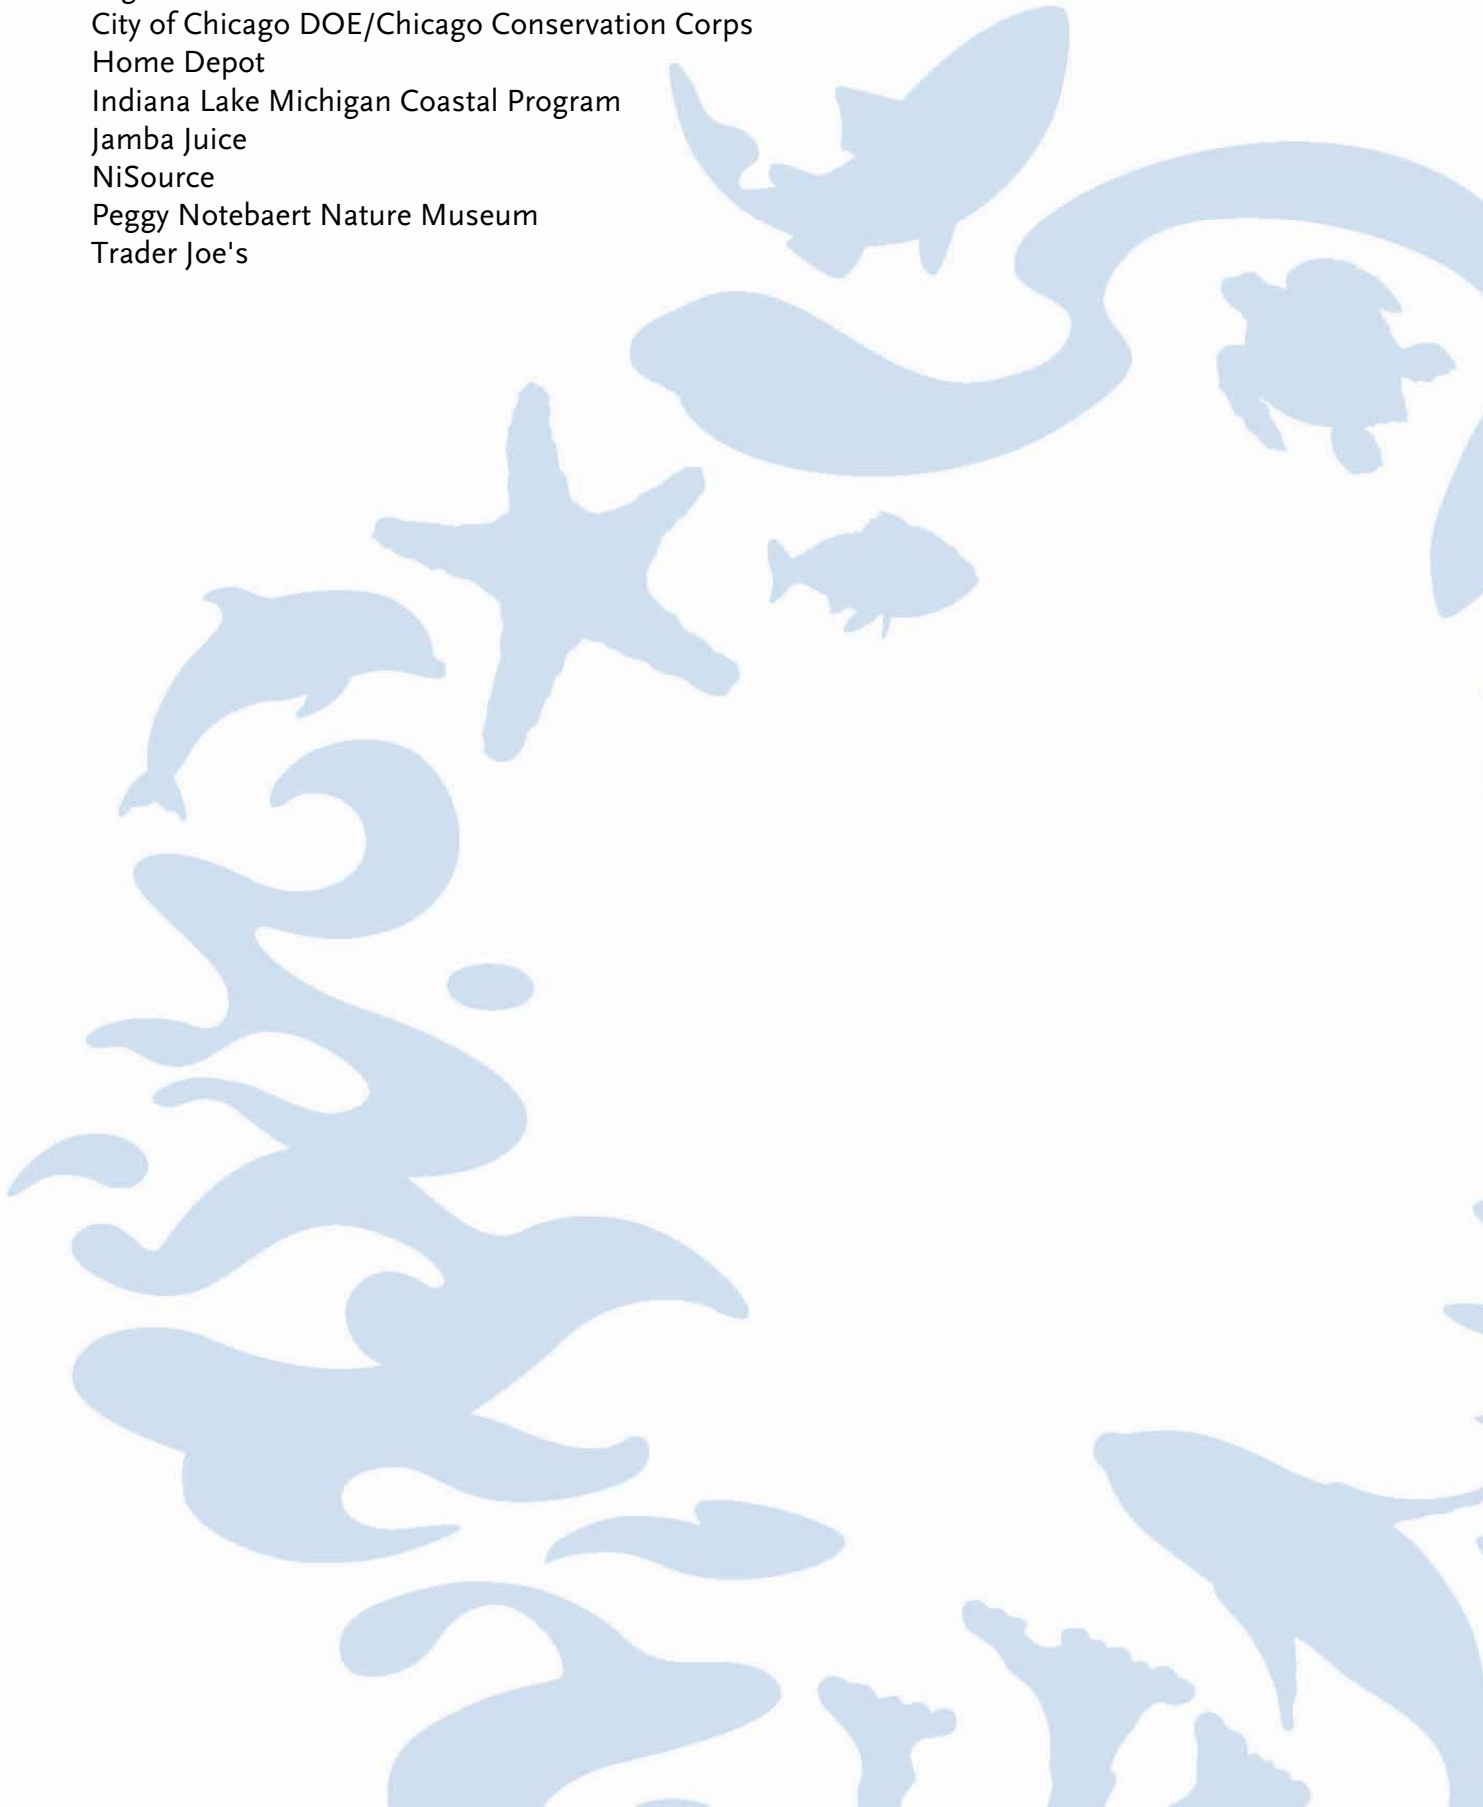 City of Chicago DOE/Chicago Conservation Corps
Home Depot
Indiana Lake Michigan Coastal Program
Jamba Juice
NiSource
Peggy Notebaert Nature Museum
Trader Joe's